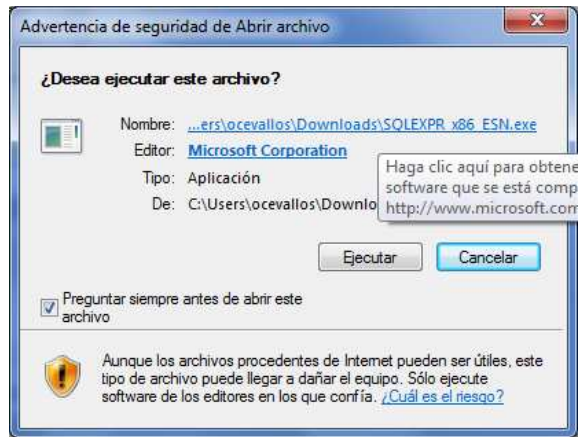 Advertencia de seguridad de Abrir archivo
¿Desea ejecutar este archivo?
Nombre: ...ers\ocevallos\Downloads\SQLEXPR_x86_ESN.exe
Editor: Microsoft Corporation
Tipo: Aplicación
De: C:\Users\ocevallos\Downlo
Haga clic aquí para obtene
software que se está comp
http://www.microsoft.com
Ejecutar Cancelar
Preguntar siempre antes de abrir este
archivo
Aunque los archivos procedentes de Internet pueden ser útiles, este
tipo de archivo puede llegar a dañar el equipo. Sólo ejecute
software de los editores en los que confía. ¿Cuál es el riesgo?